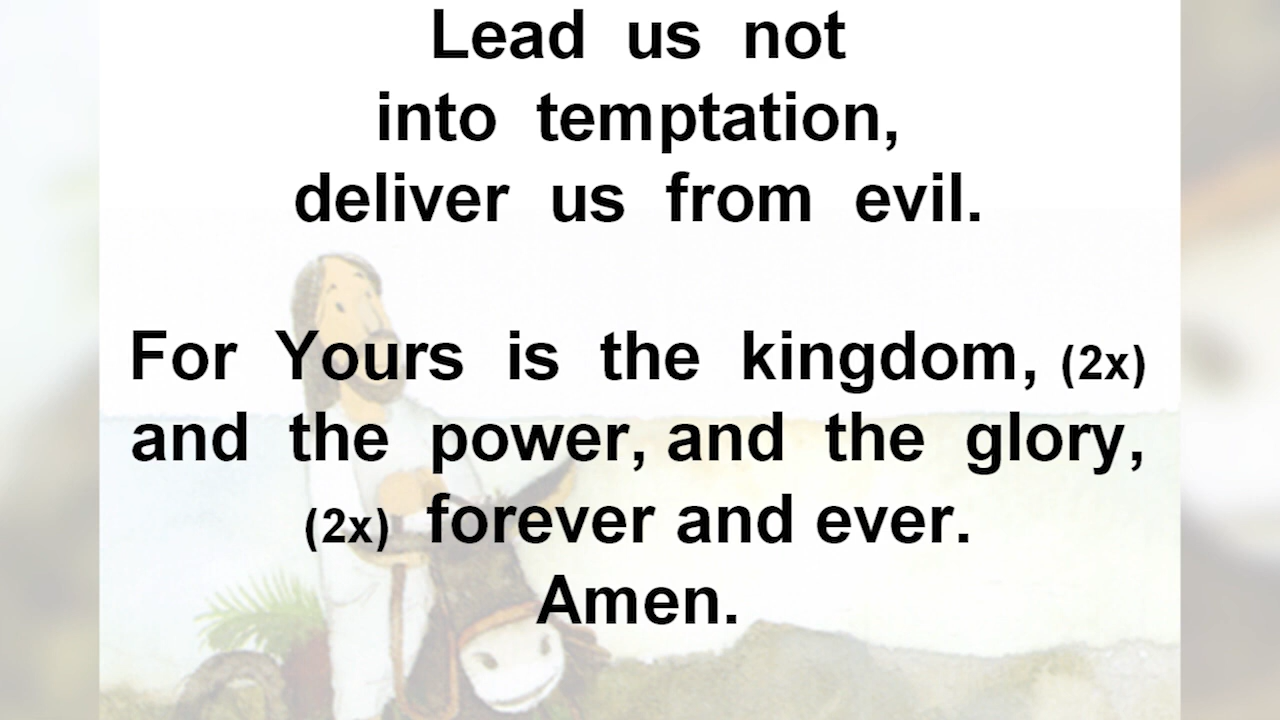 Lead us not
into temptation,
deliver us from evil.
For Yours is the kingdom, (2x)
and the power, and the glory,
(2x) forever and ever.
Amen.